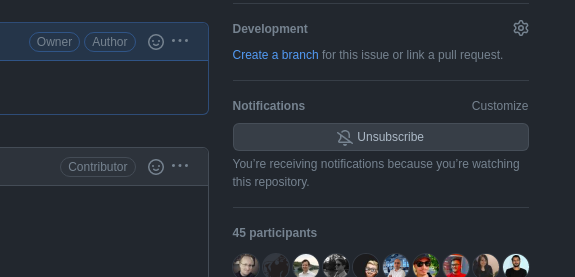 Owner Author
Contributor
Development
Create a branch for this issue or link a pull request.
Notifications Customize
Unsubscribe
You're receiving notifications because you're watching
this repository.
45 participants